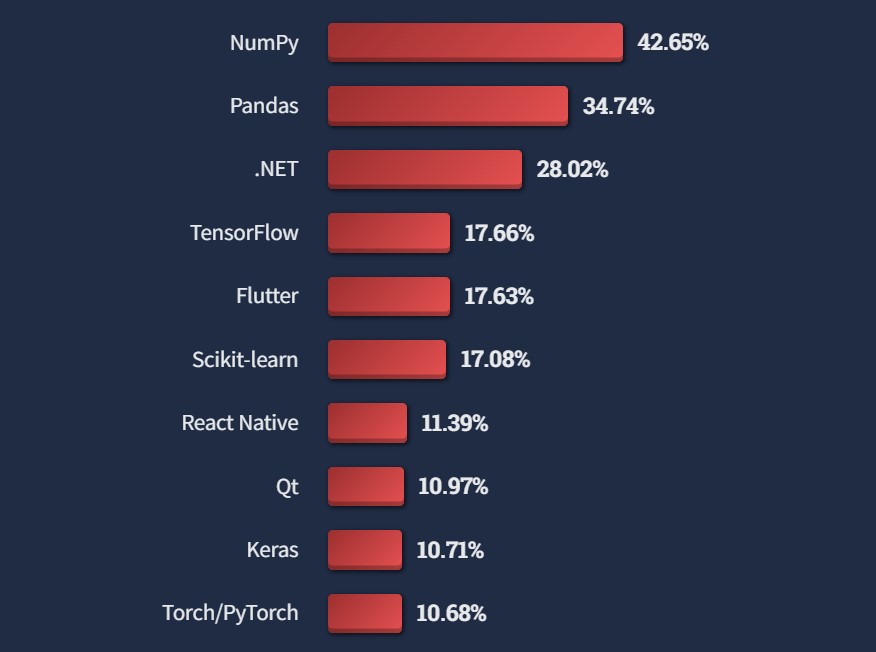 NumPy 42.65%
Pandas 34.74%
.NET 28.02%
TensorFlow 17.66%
Flutter 17.63%
Scikit-learn 17.08%
React Native 11.39%
Qt 10.97%
Keras 10.71%
Torch/PyTorch 10.68%